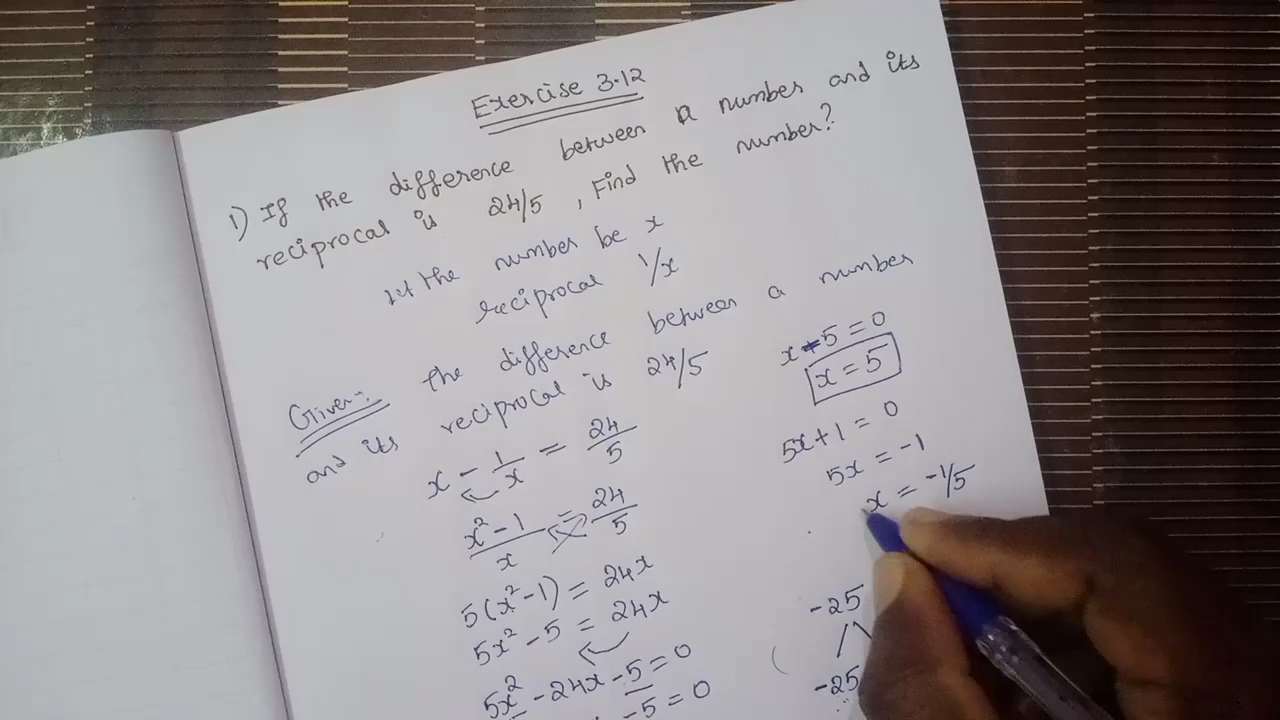 Exercise 3.12
1) If the difference between a number and its
reciprocal is 24/5 , Find the number?
let the number be x
reciprocal 1/x
Given: the difference between a number
and its reciprocal is 24/5
x - 1/x = 24/5
x² - 1/x = 24/5
5(x² - 1) = 24x
5x² - 5 = 24x
5x² - 24x - 5 = 0
- 5 = 0
x - 5 = 0
x = 5
5x + 1 = 0
5x = -1
x = -1/5
-25
-25